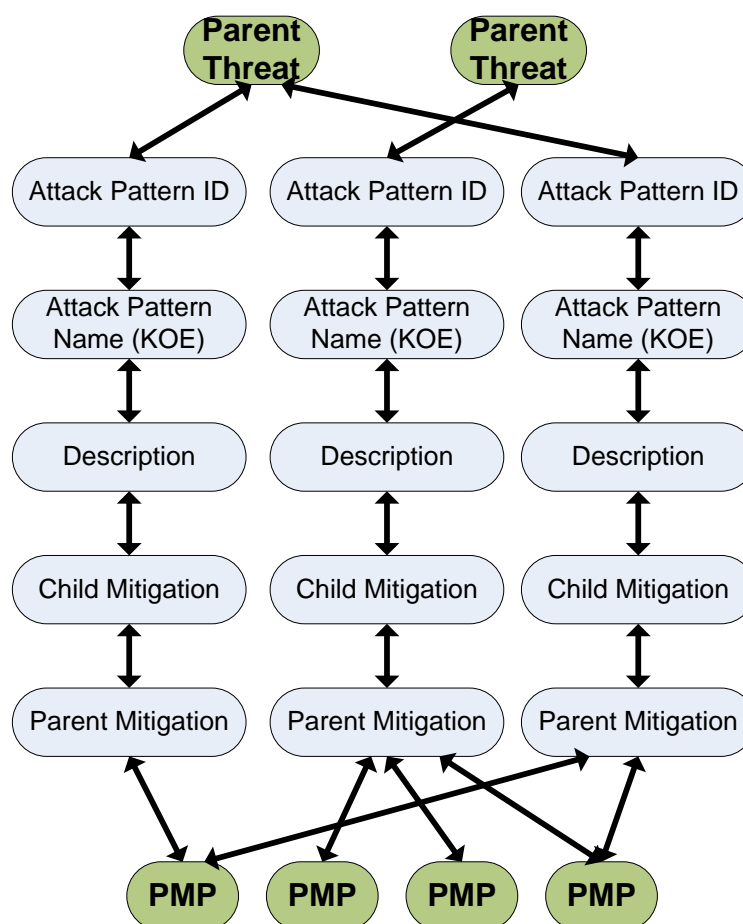 Parent
Threat
Parent
Threat
Attack Pattern ID
Attack Pattern ID
Attack Pattern ID
Attack Pattern
Name (KOE)
Attack Pattern
Name (KOE)
Attack Pattern
Name (KOE)
Description
Description
Description
Child Mitigation
Child Mitigation
Child Mitigation
Parent Mitigation
Parent Mitigation
Parent Mitigation
PMP
PMP
PMP
PMP